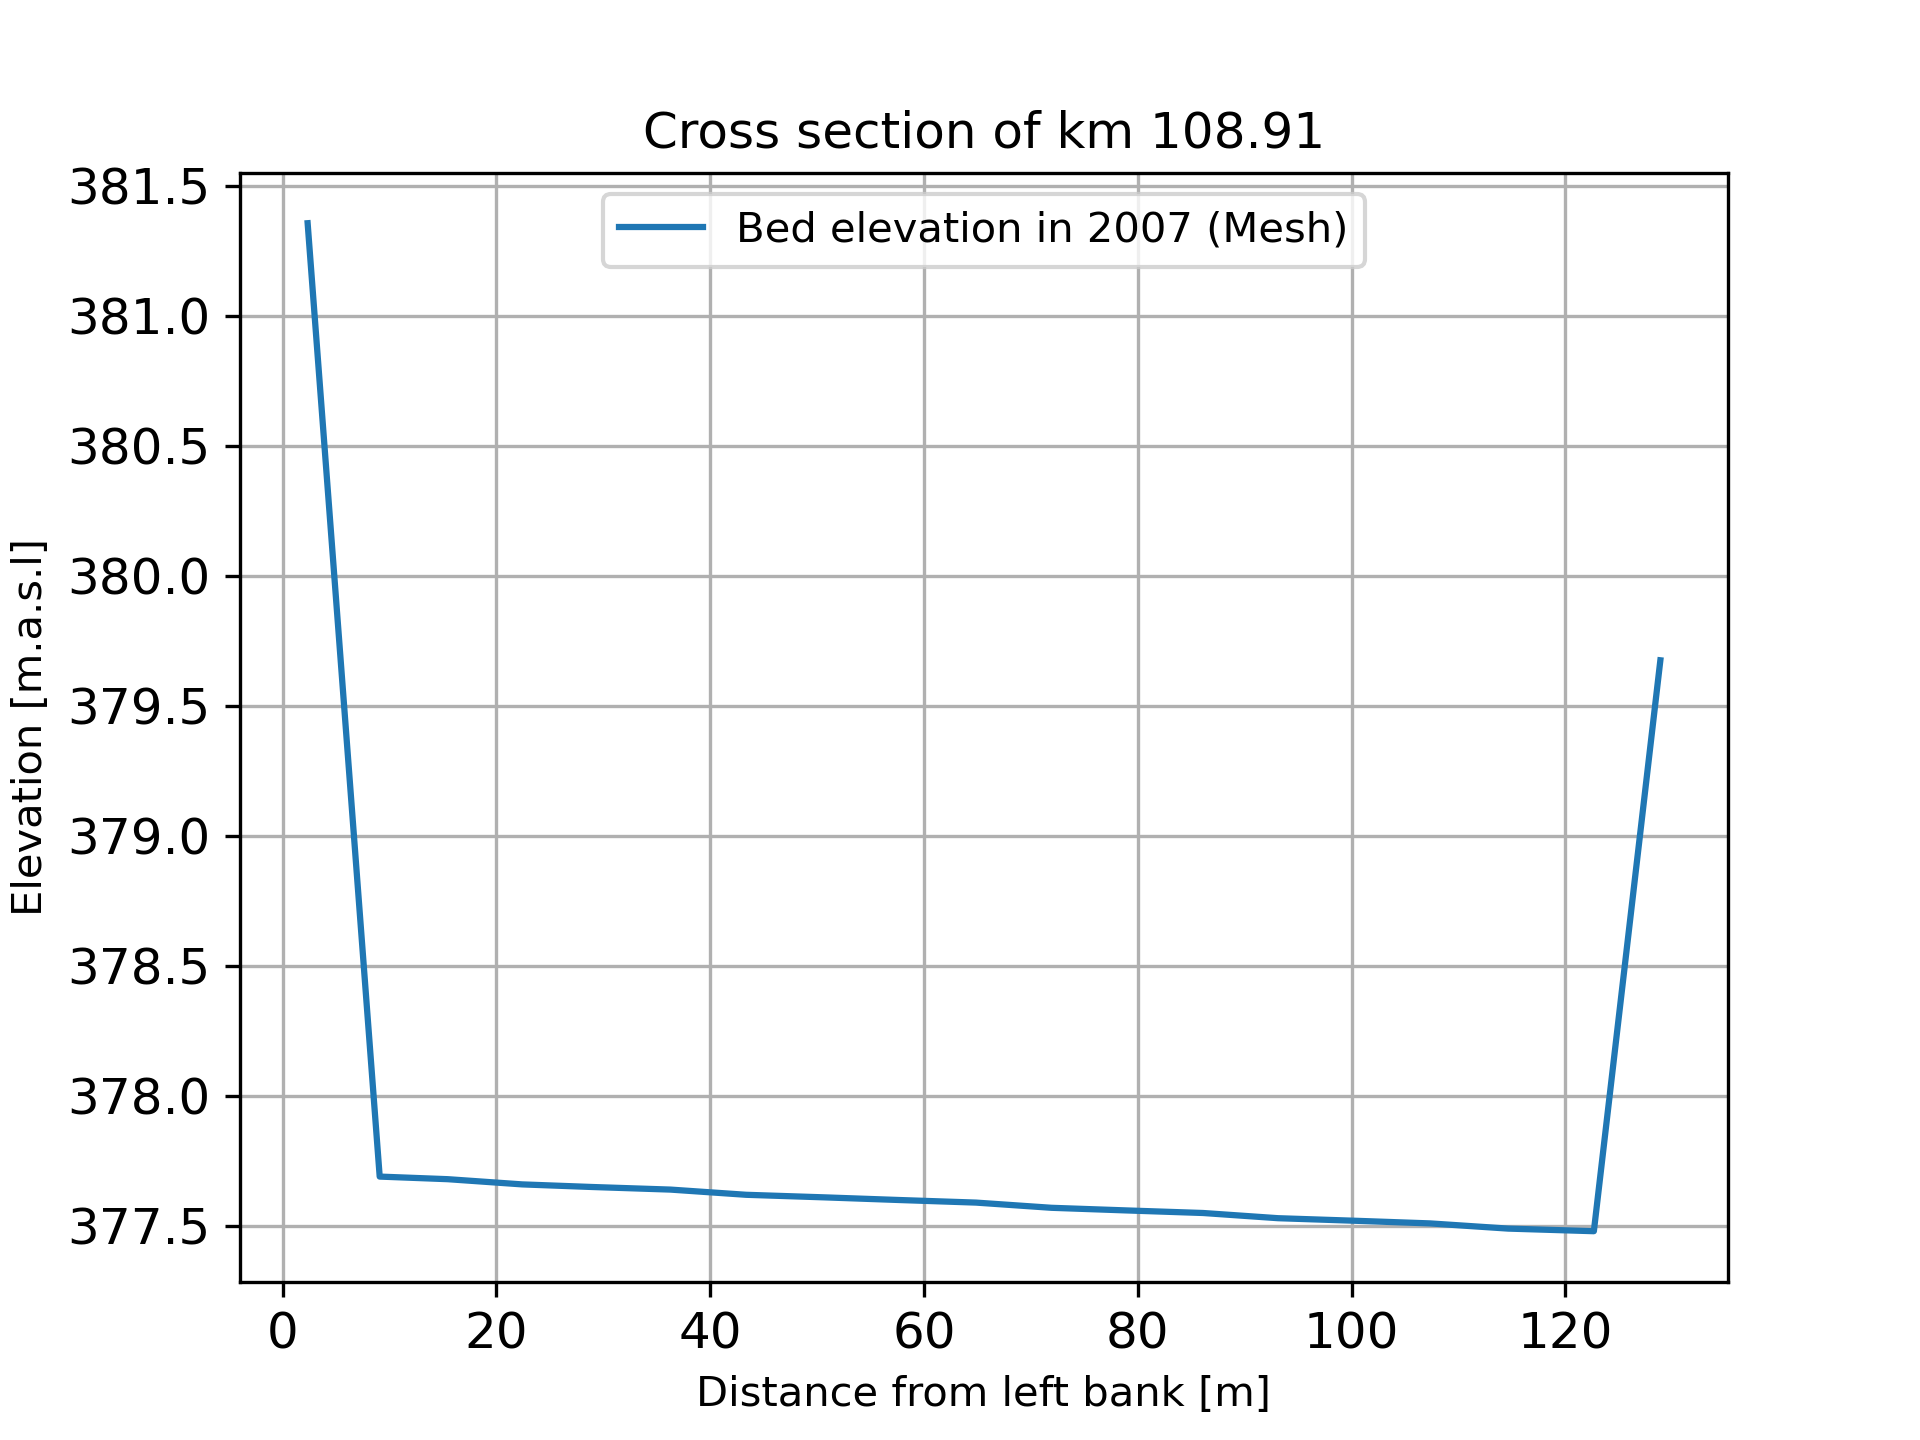 Cross section of km 108.91
Bed elevation in 2007 (Mesh)
381.5
381.0
380.5
380.0
379.5
379.0
378.5
378.0
377.5
Elevation [m.a.s.l]
0 20 40 60 80 100 120
Distance from left bank [m]